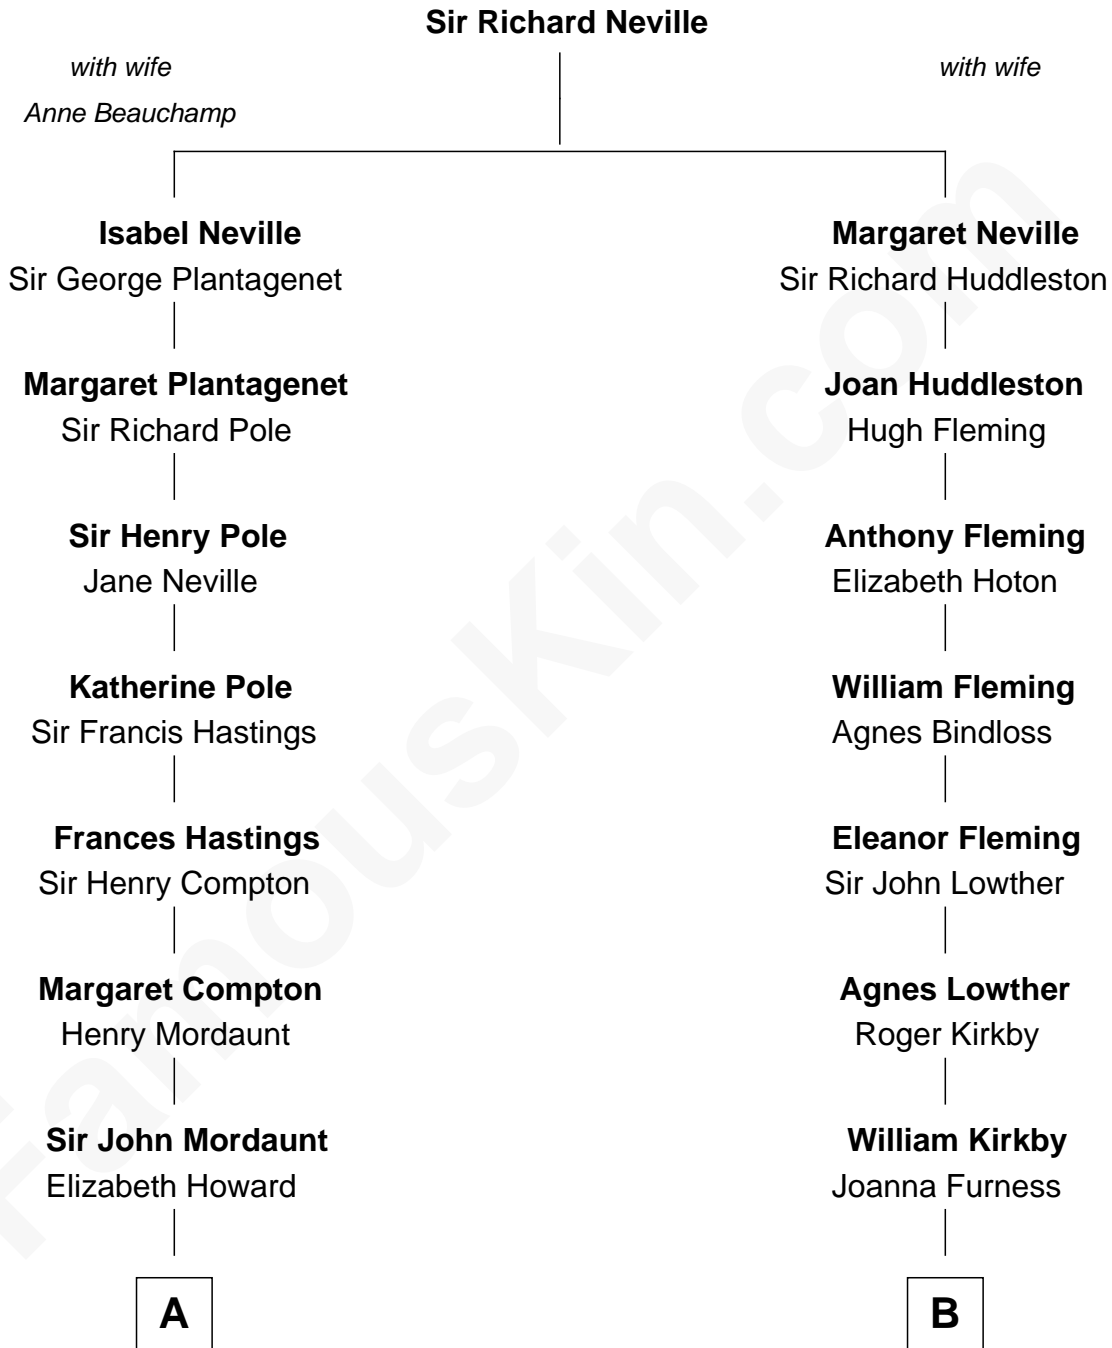 Sir Richard Neville
with wife
Anne Beauchamp
with wife
Isabel Neville
Sir George Plantagenet
Margaret Neville
Sir Richard Huddleston
Margaret Plantagenet
Sir Richard Pole
Joan Huddleston
Hugh Fleming
Sir Henry Pole
Jane Neville
Anthony Fleming
Elizabeth Hoton
Katherine Pole
Sir Francis Hastings
William Fleming
Agnes Bindloss
Frances Hastings
Sir Henry Compton
Eleanor Fleming
Sir John Lowther
Margaret Compton
Henry Mordaunt
Agnes Lowther
Roger Kirkby
Sir John Mordaunt
Elizabeth Howard
William Kirkby
Joanna Furness
A
B
FamousKin.com